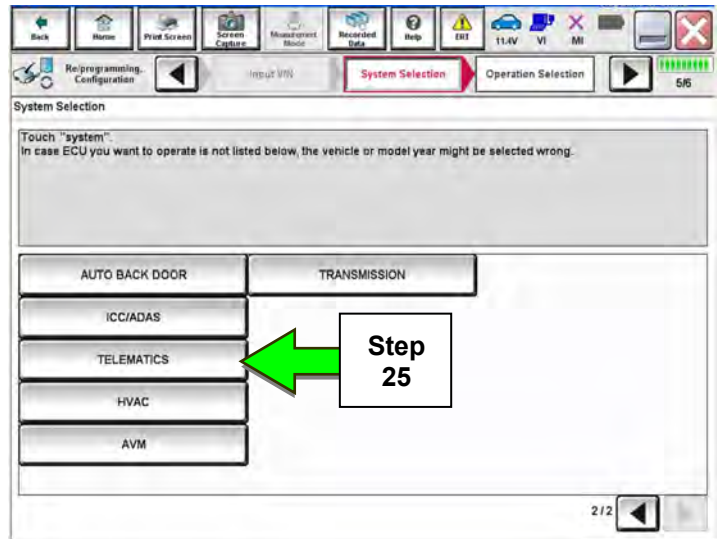 Back
Home
Print Screen
Screen Capture
Measurement Mode
Recorded Data
Help
ERT
11.4V
VI
MI
Re/programming, Configuration
Input VIN
System Selection
Operation Selection
5/6
System Selection
Touch "system".
In case ECU you want to operate is not listed below, the vehicle or model year might be selected wrong.
AUTO BACK DOOR
TRANSMISSION
ICC/ADAS
TELEMATICS
Step
25
HVAC
AVM
2/2